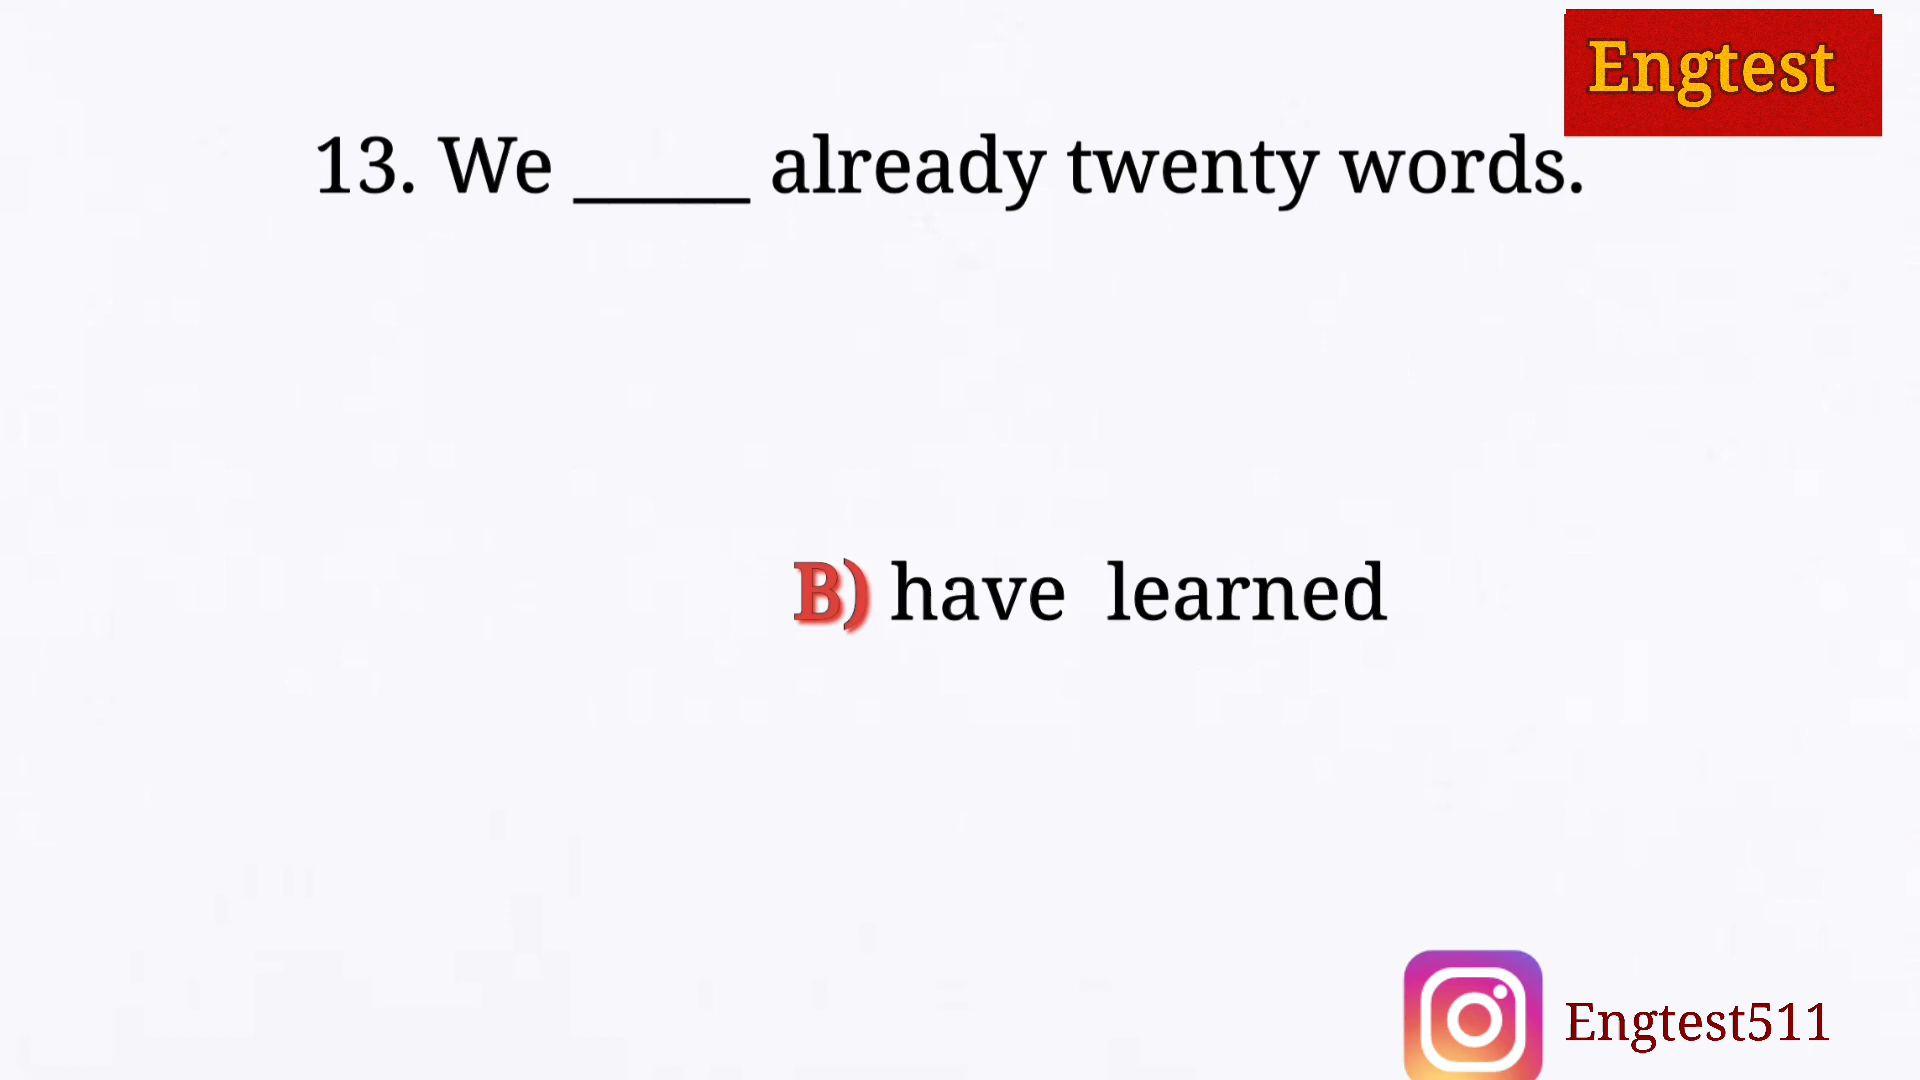 Engtest
13. We _____ already twenty words.
B) have learned
Engtest511